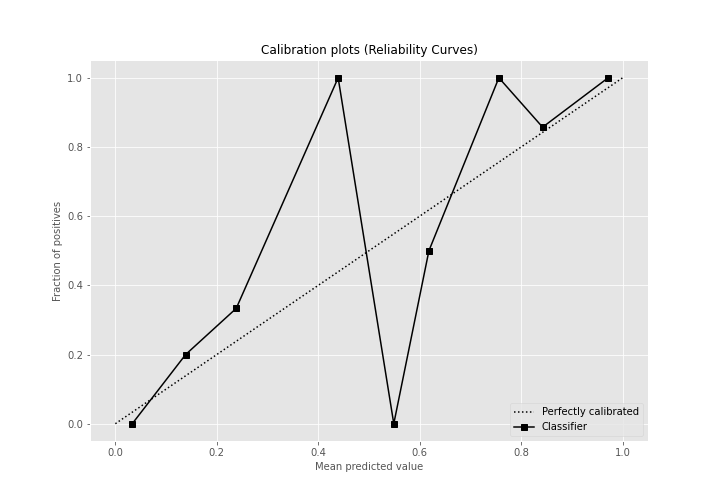 Calibration plots (Reliability Curves)
Fraction of positives
1.0
0.8
0.6
0.4
0.2
0.0
0.0 0.2 0.4 0.6 0.8 1.0
Mean predicted value
Perfectly calibrated
Classifier